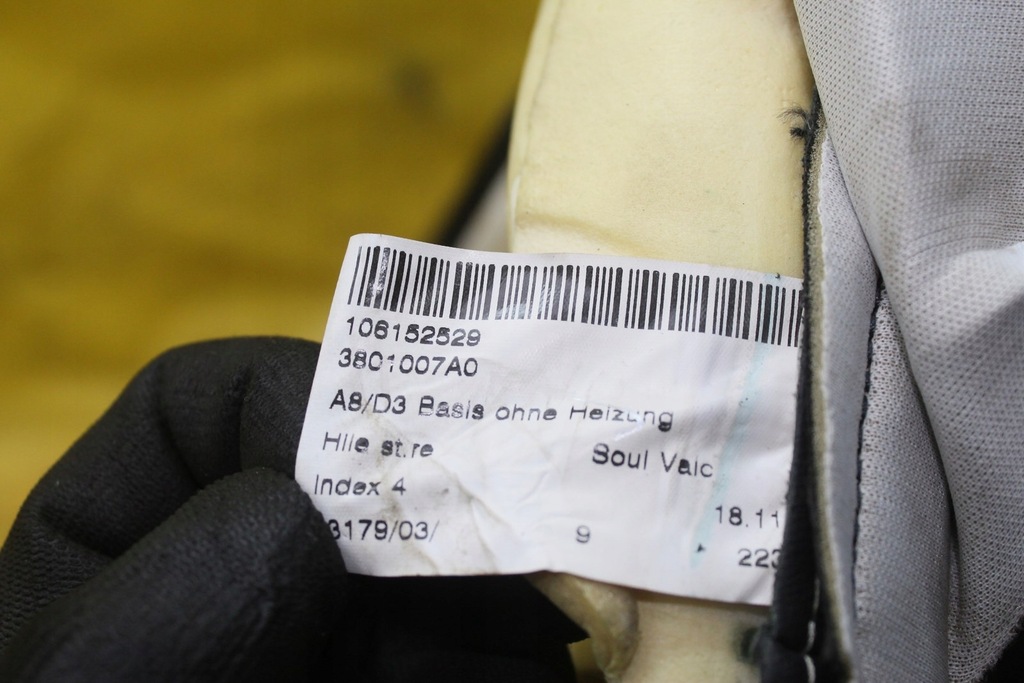 106152529
3801007A0
A8/D3 Basis ohne Heizung
Hlle st.re Soul Valc
Index 4
3179/03/ 9 18.11
223